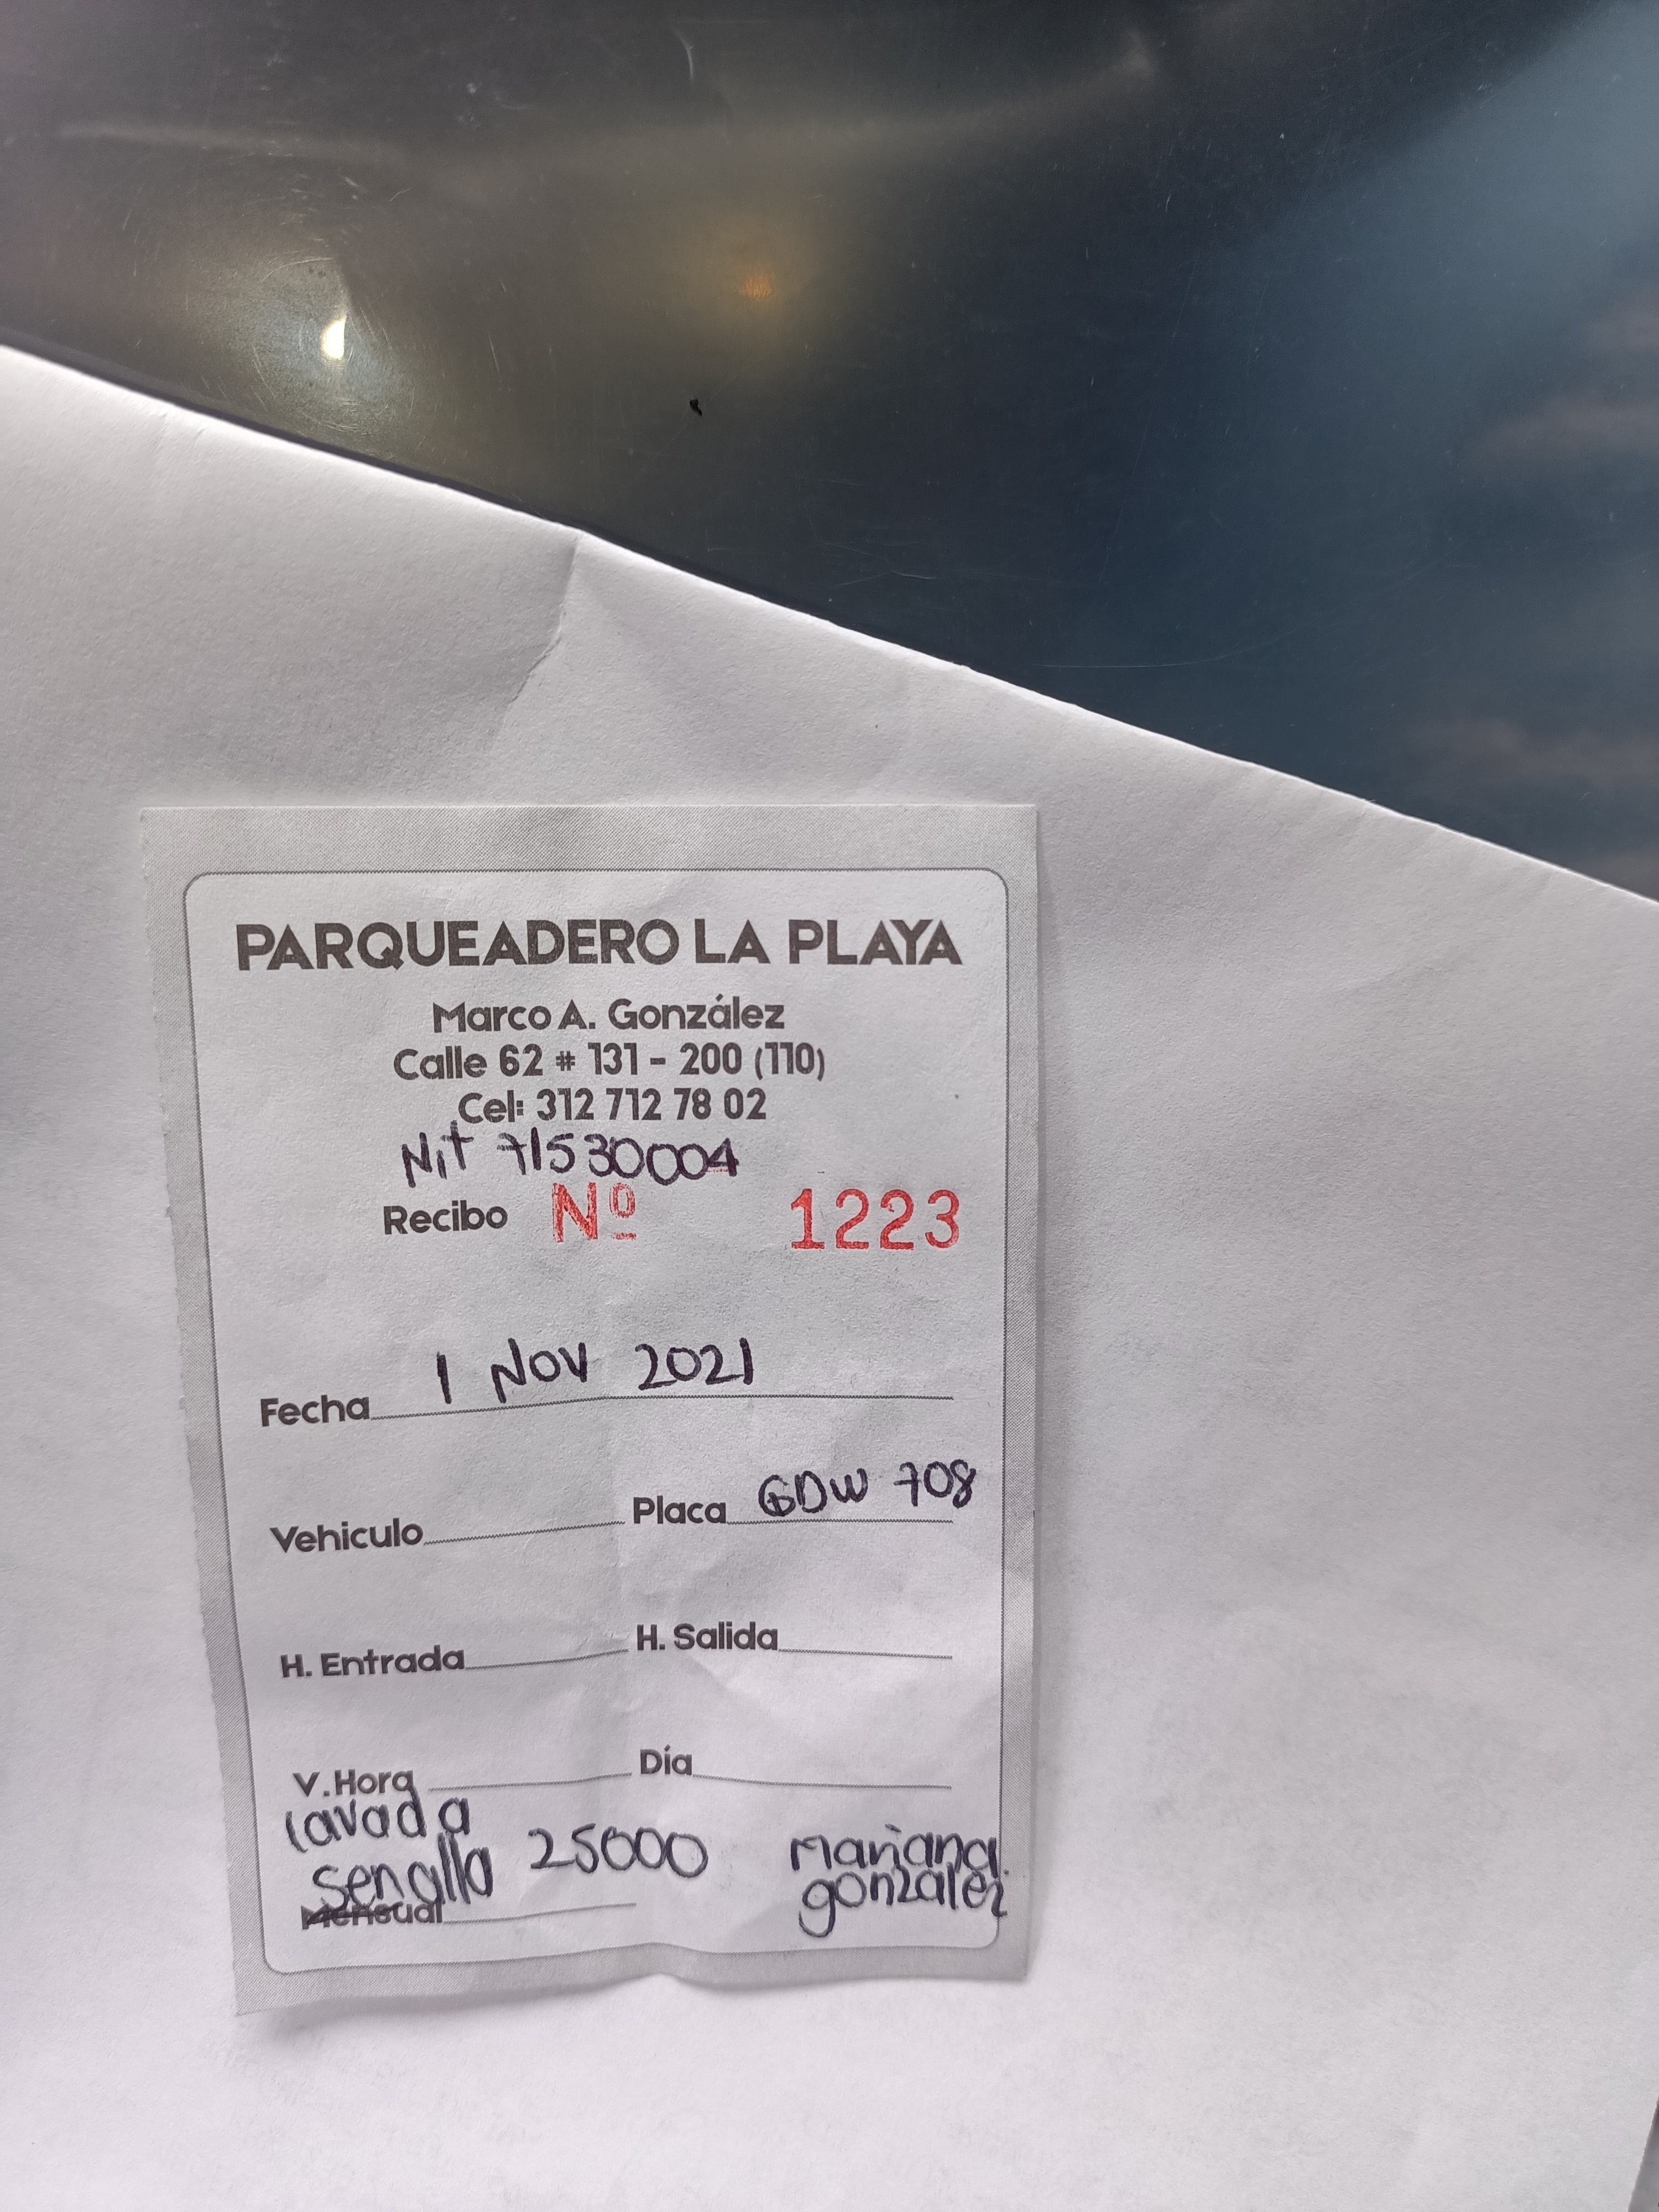 PARQUEADERO LA PLAYA
Marco A. González
Calle 62 # 131 - 200 (110)
Cel: 312 712 78 02
Nit 71530004
Recibo Nº 1223
Fecha 1 Nov 2021
Vehiculo Placa GDW 708
H. Entrada H. Salida
V.Hora Día
lavada
senalla 25000 Mariana
gonzalez
Mensual